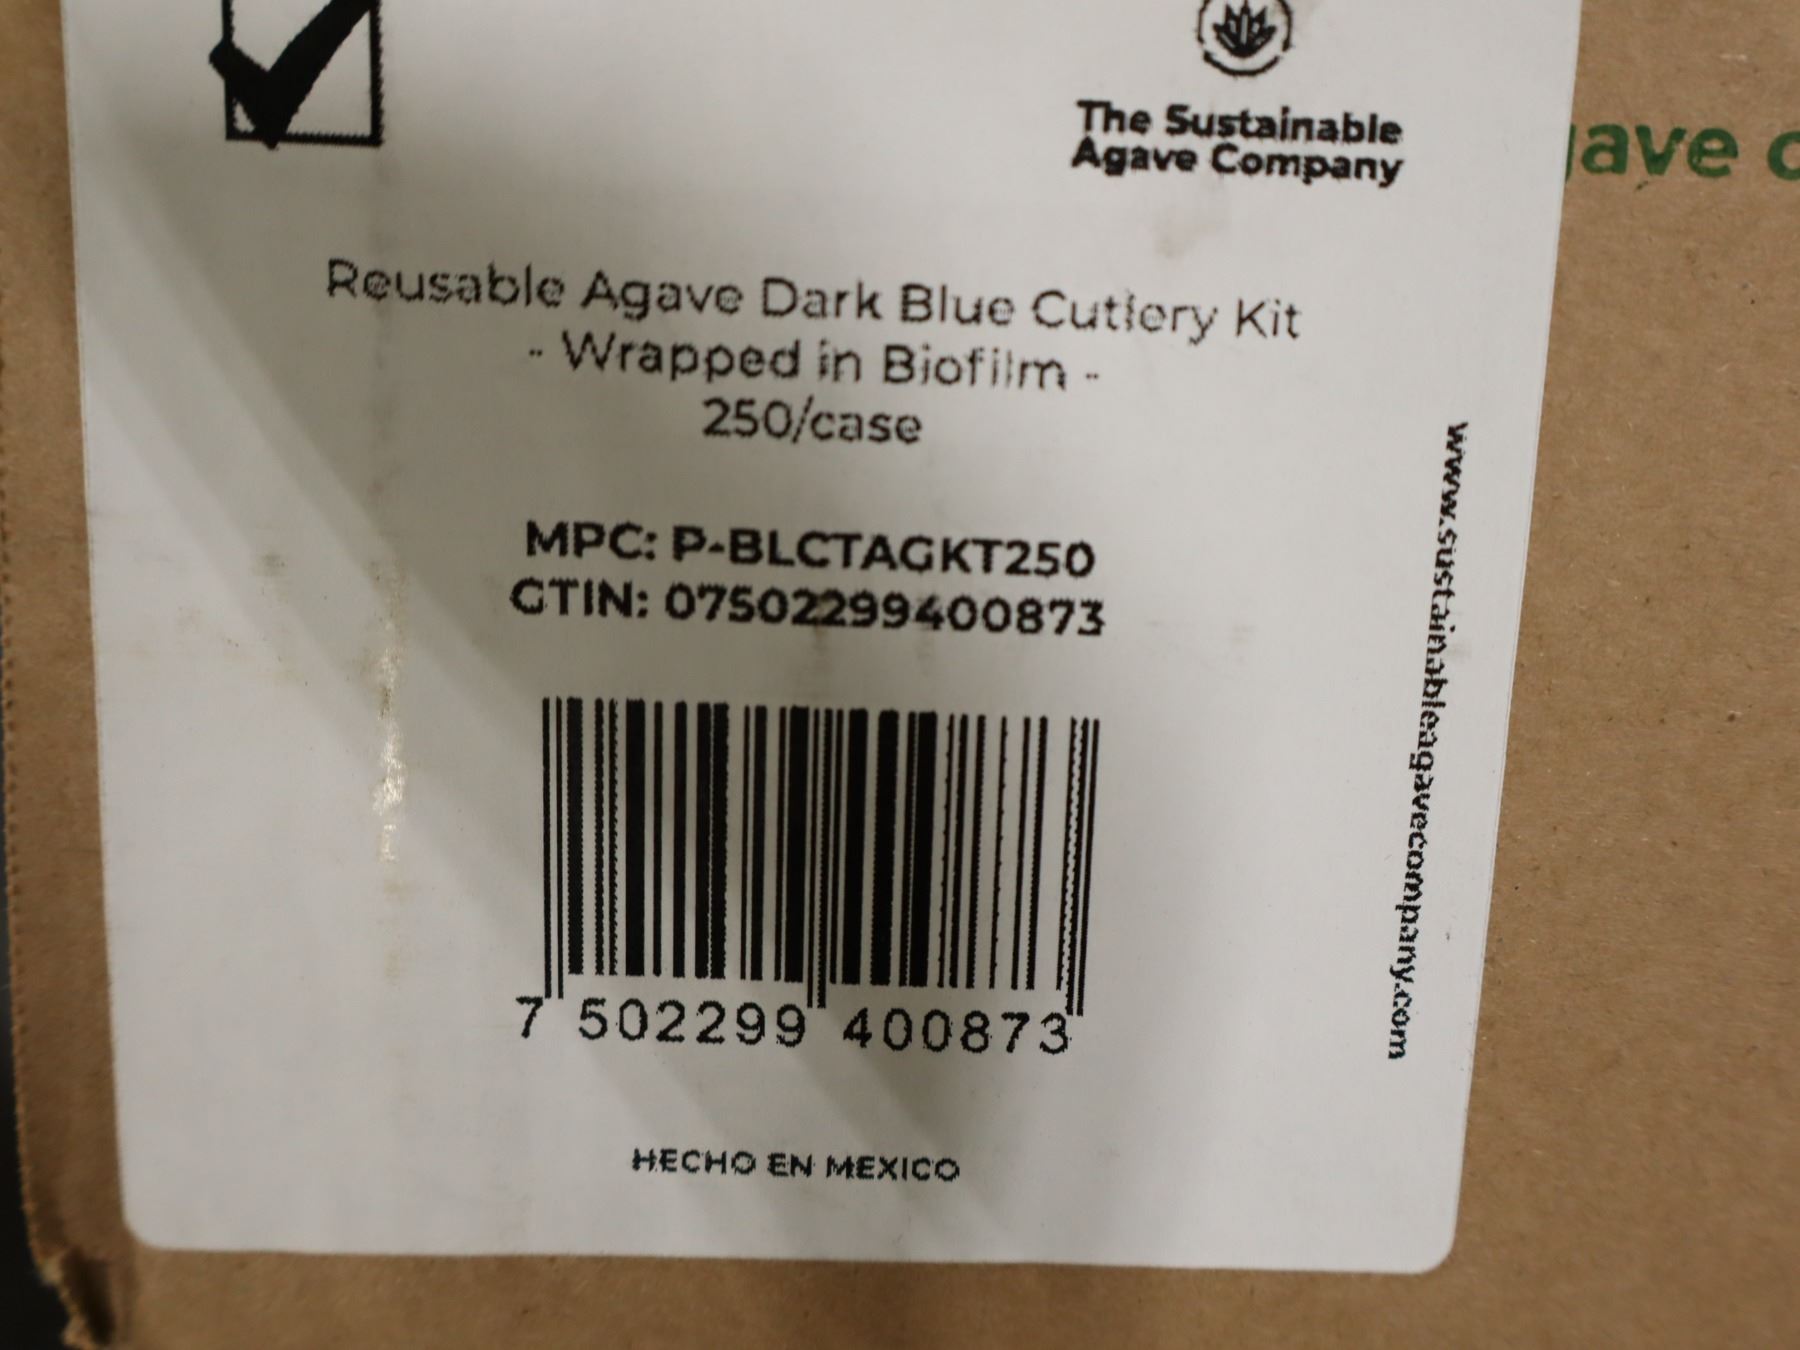 The Sustainable
Agave Company
ave
Reusable Agave Dark Blue Cutlery Kit
- Wrapped in Biofilm -
250/case
MPC: P-BLCTAGKT250
GTIN: 07502299400873
7 502299 400873
HECHO EN MEXICO
www.sustainableagavecompany.com